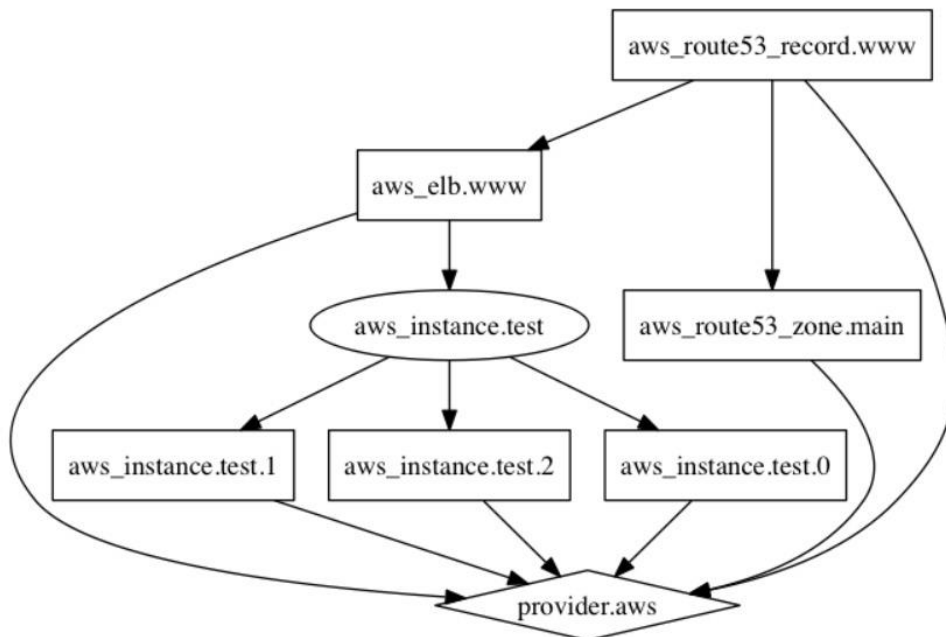 aws_route53_record.www
aws_elb.www
aws_instance.test
aws_route53_zone.main
aws_instance.test.1
aws_instance.test.2
aws_instance.test.0
provider.aws